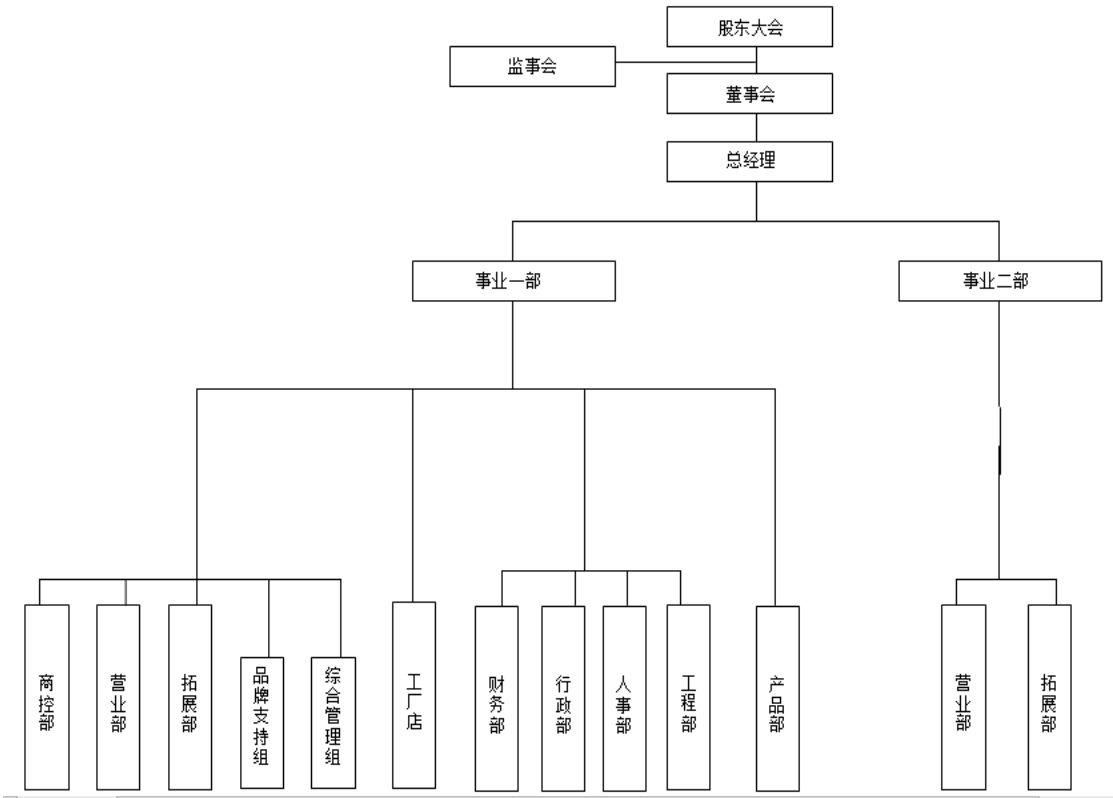 股东大会
监事会
董事会
总经理
事业一部
事业二部
商控部
营业部
拓展部
品牌支持组
综合管理组
工厂店
财务部
行政部
人事部
工程部
产品部
营业部
拓展部